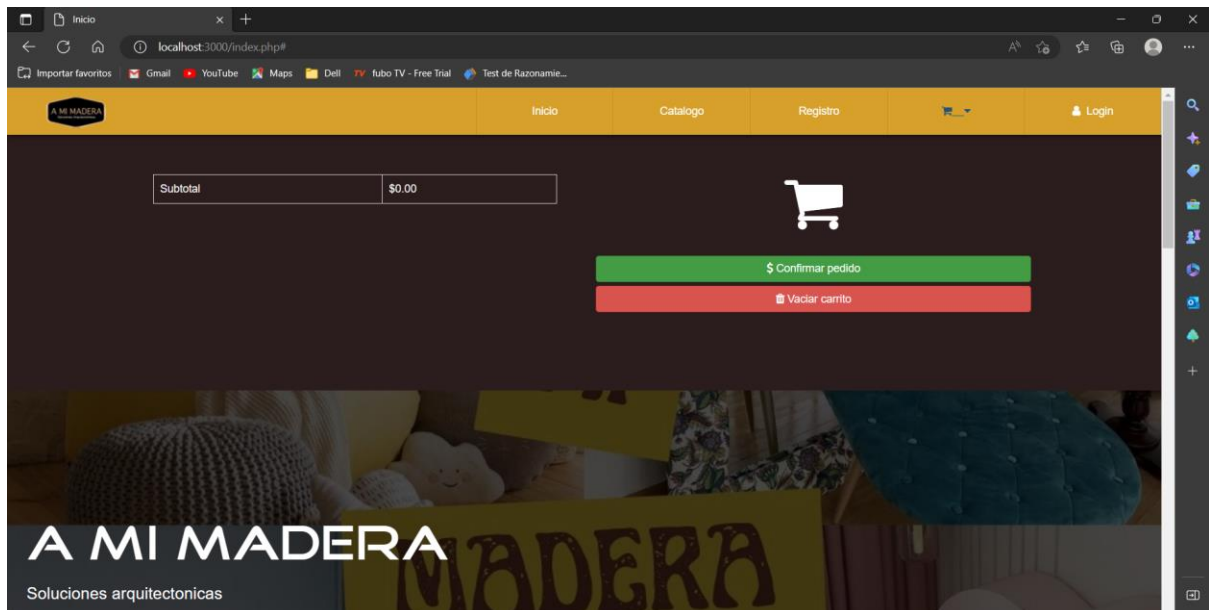 Inicio
localhost:3000/index.php#
Importar favoritos Gmail YouTube Maps Dell fubo TV - Free Trial Test de Razonamie...
A MI MADERA
Inicio Catalogo Registro Login
Subtotal $0.00
$ Confirmar pedido
Vaciar carrito
A MI MADERA
MADERA
Soluciones arquitectonicas